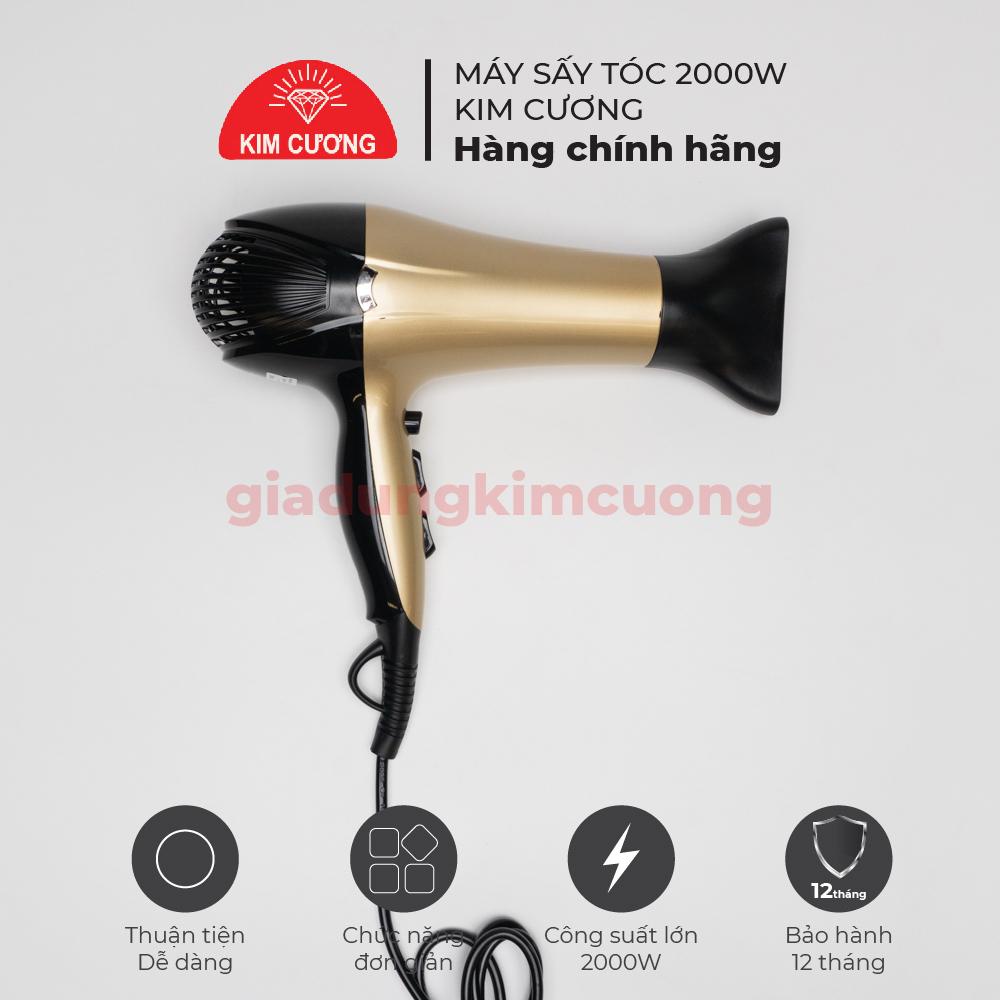 KIM CƯƠNG
MÁY SẤY TÓC 2000W
KIM CƯƠNG
Hàng chính hãng
giadungkimcuong
12tháng
Thuận tiện
Dễ dàng
Chức năng
đơn giản
Công suất lớn
2000W
Bảo hành
12 tháng